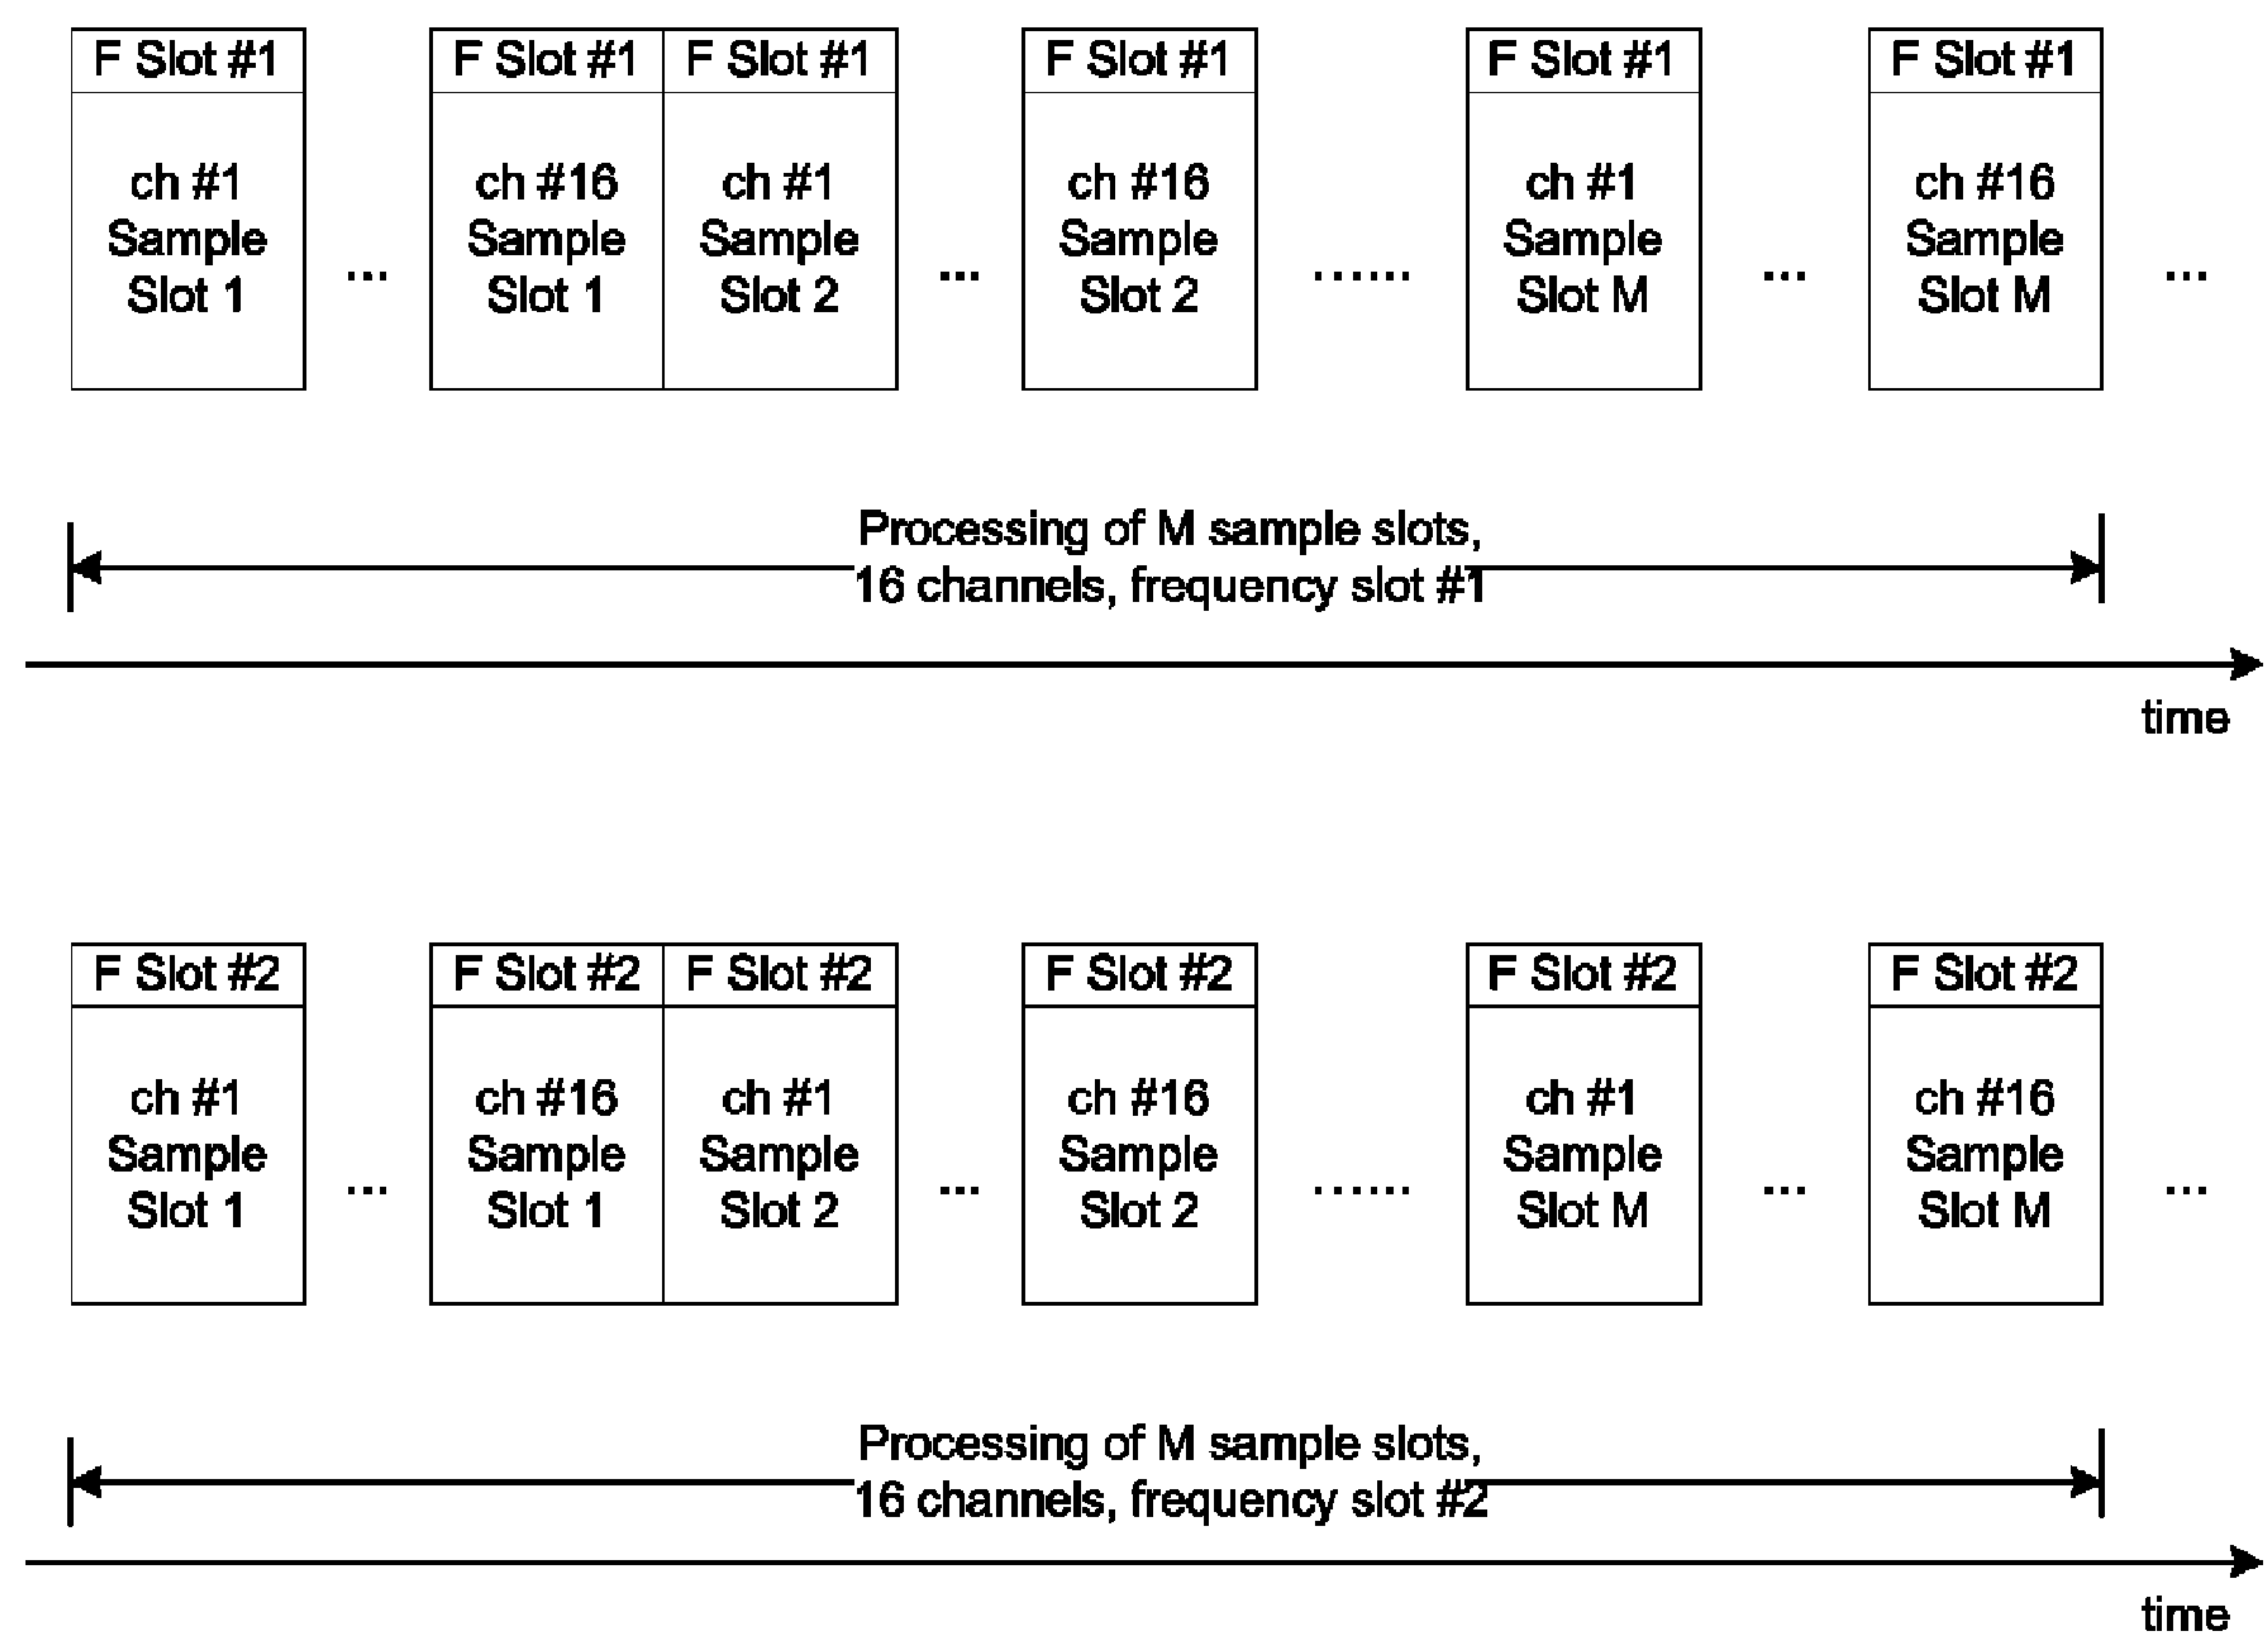 F Slot #1 F Slot #1 F Slot #1 F Slot #1 F Slot #1 F Slot #1
ch #1 ch #16 ch #1 ch #16 ch #1 ch #16
Sample Sample Sample Sample Sample Sample
Slot 1 ... Slot 1 Slot 2 ... Slot 2 ...... Slot M ... Slot M ...
Processing of M sample slots,
16 channels, frequency slot #1
time
F Slot #2 F Slot #2 F Slot #2 F Slot #2 F Slot #2 F Slot #2
ch #1 ch #16 ch #1 ch #16 ch #1 ch #16
Sample Sample Sample Sample Sample Sample
Slot 1 ... Slot 1 Slot 2 ... Slot 2 ...... Slot M ... Slot M ...
Processing of M sample slots,
16 channels, frequency slot #2
time